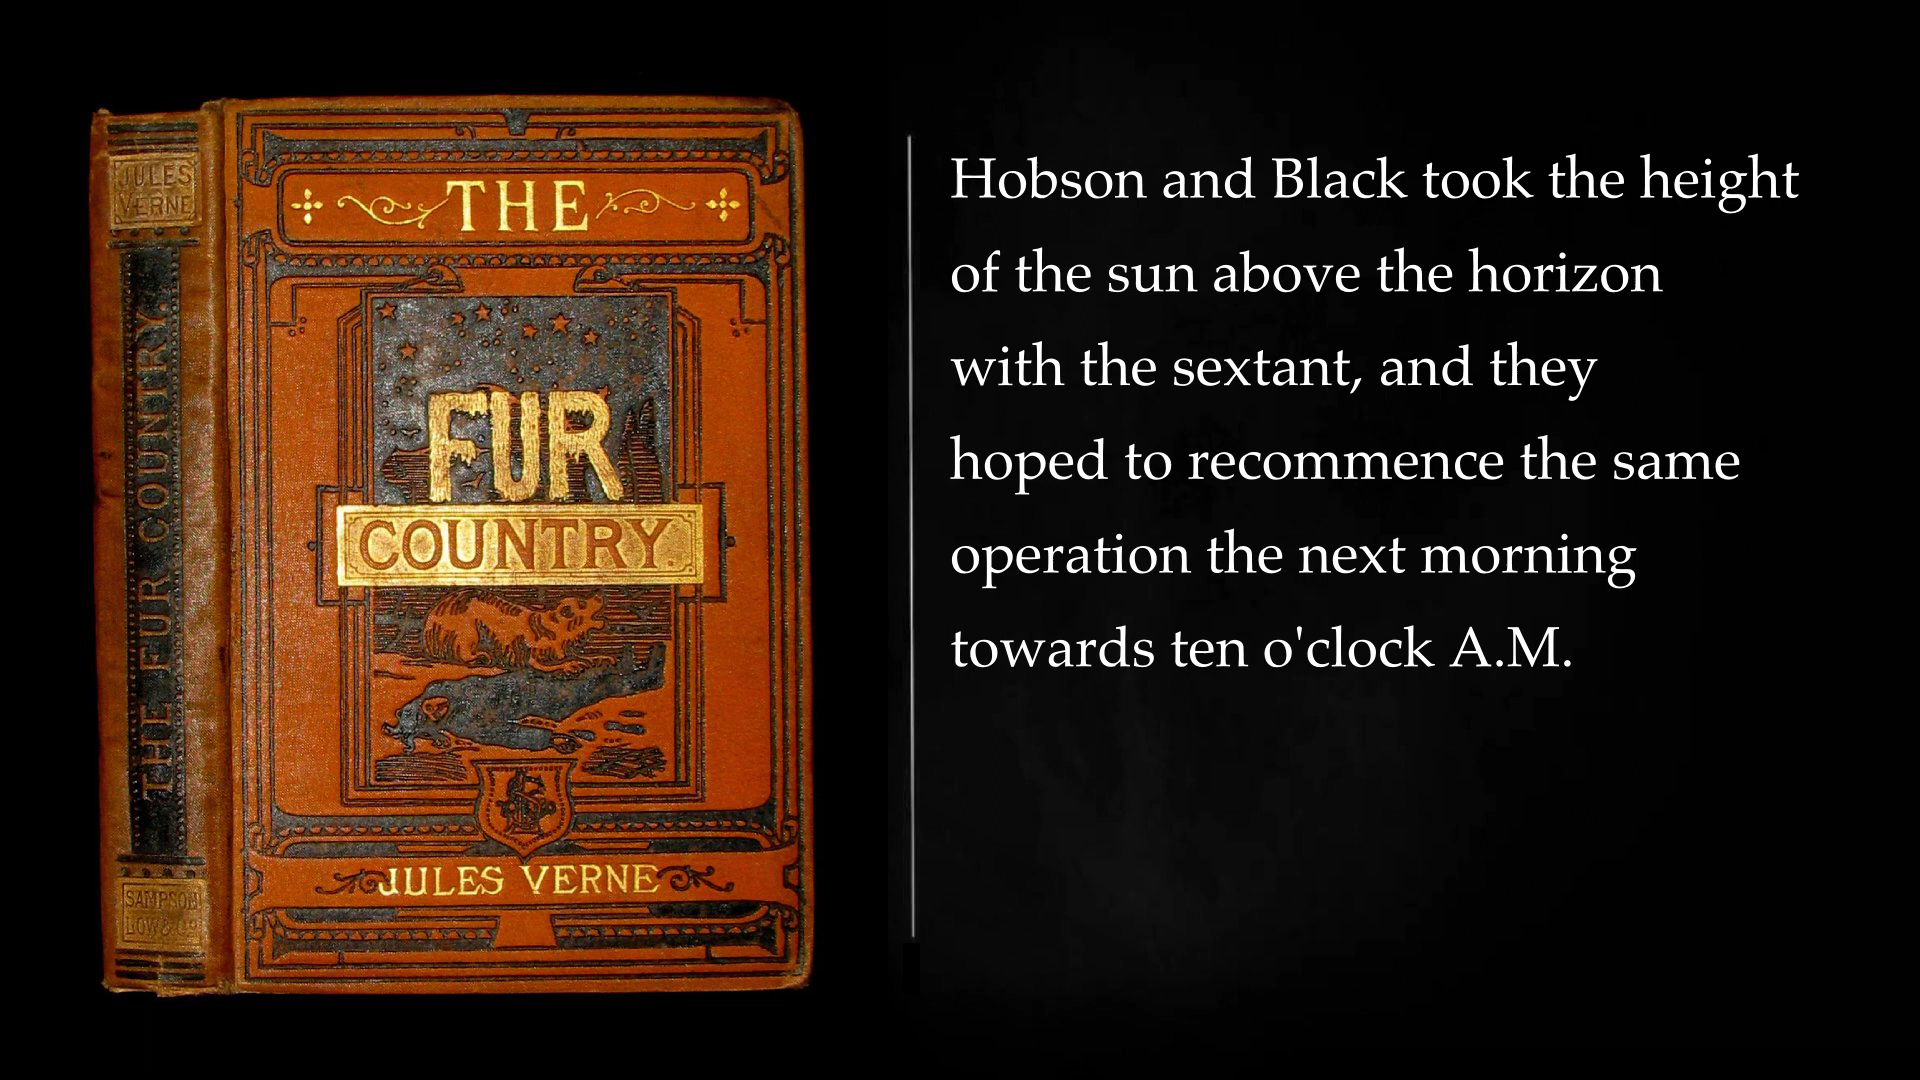 JULES
VERNE
THE FUR COUNTRY.
SAMPSON
LOW & Co
THE
FUR
COUNTRY.
JULES VERNE
Hobson and Black took the height
of the sun above the horizon
with the sextant, and they
hoped to recommence the same
operation the next morning
towards ten o'clock A.M.